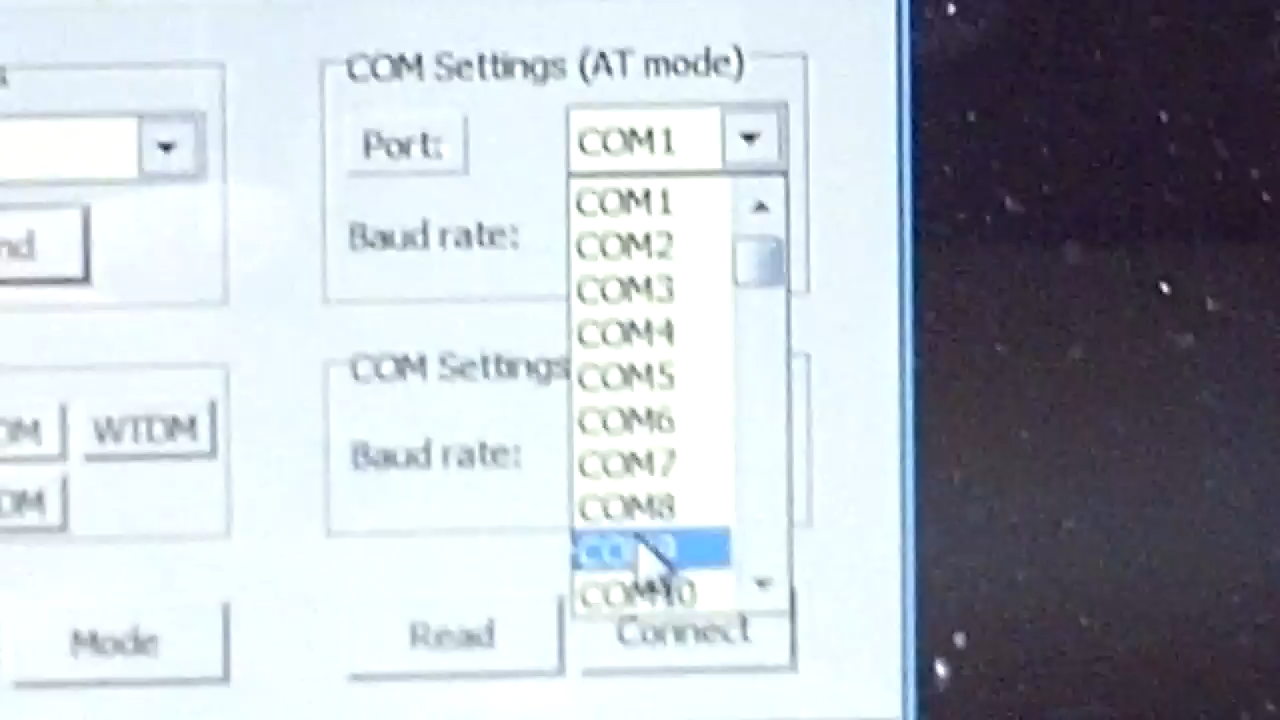 COM Settings (AT mode)
Port:
COM1
COM1
Baud rate:
COM2
COM3
COM4
COM Settings
COM5
WTDM
COM6
Baud rate:
COM7
COM8
COM10
Mode
Read
Connect